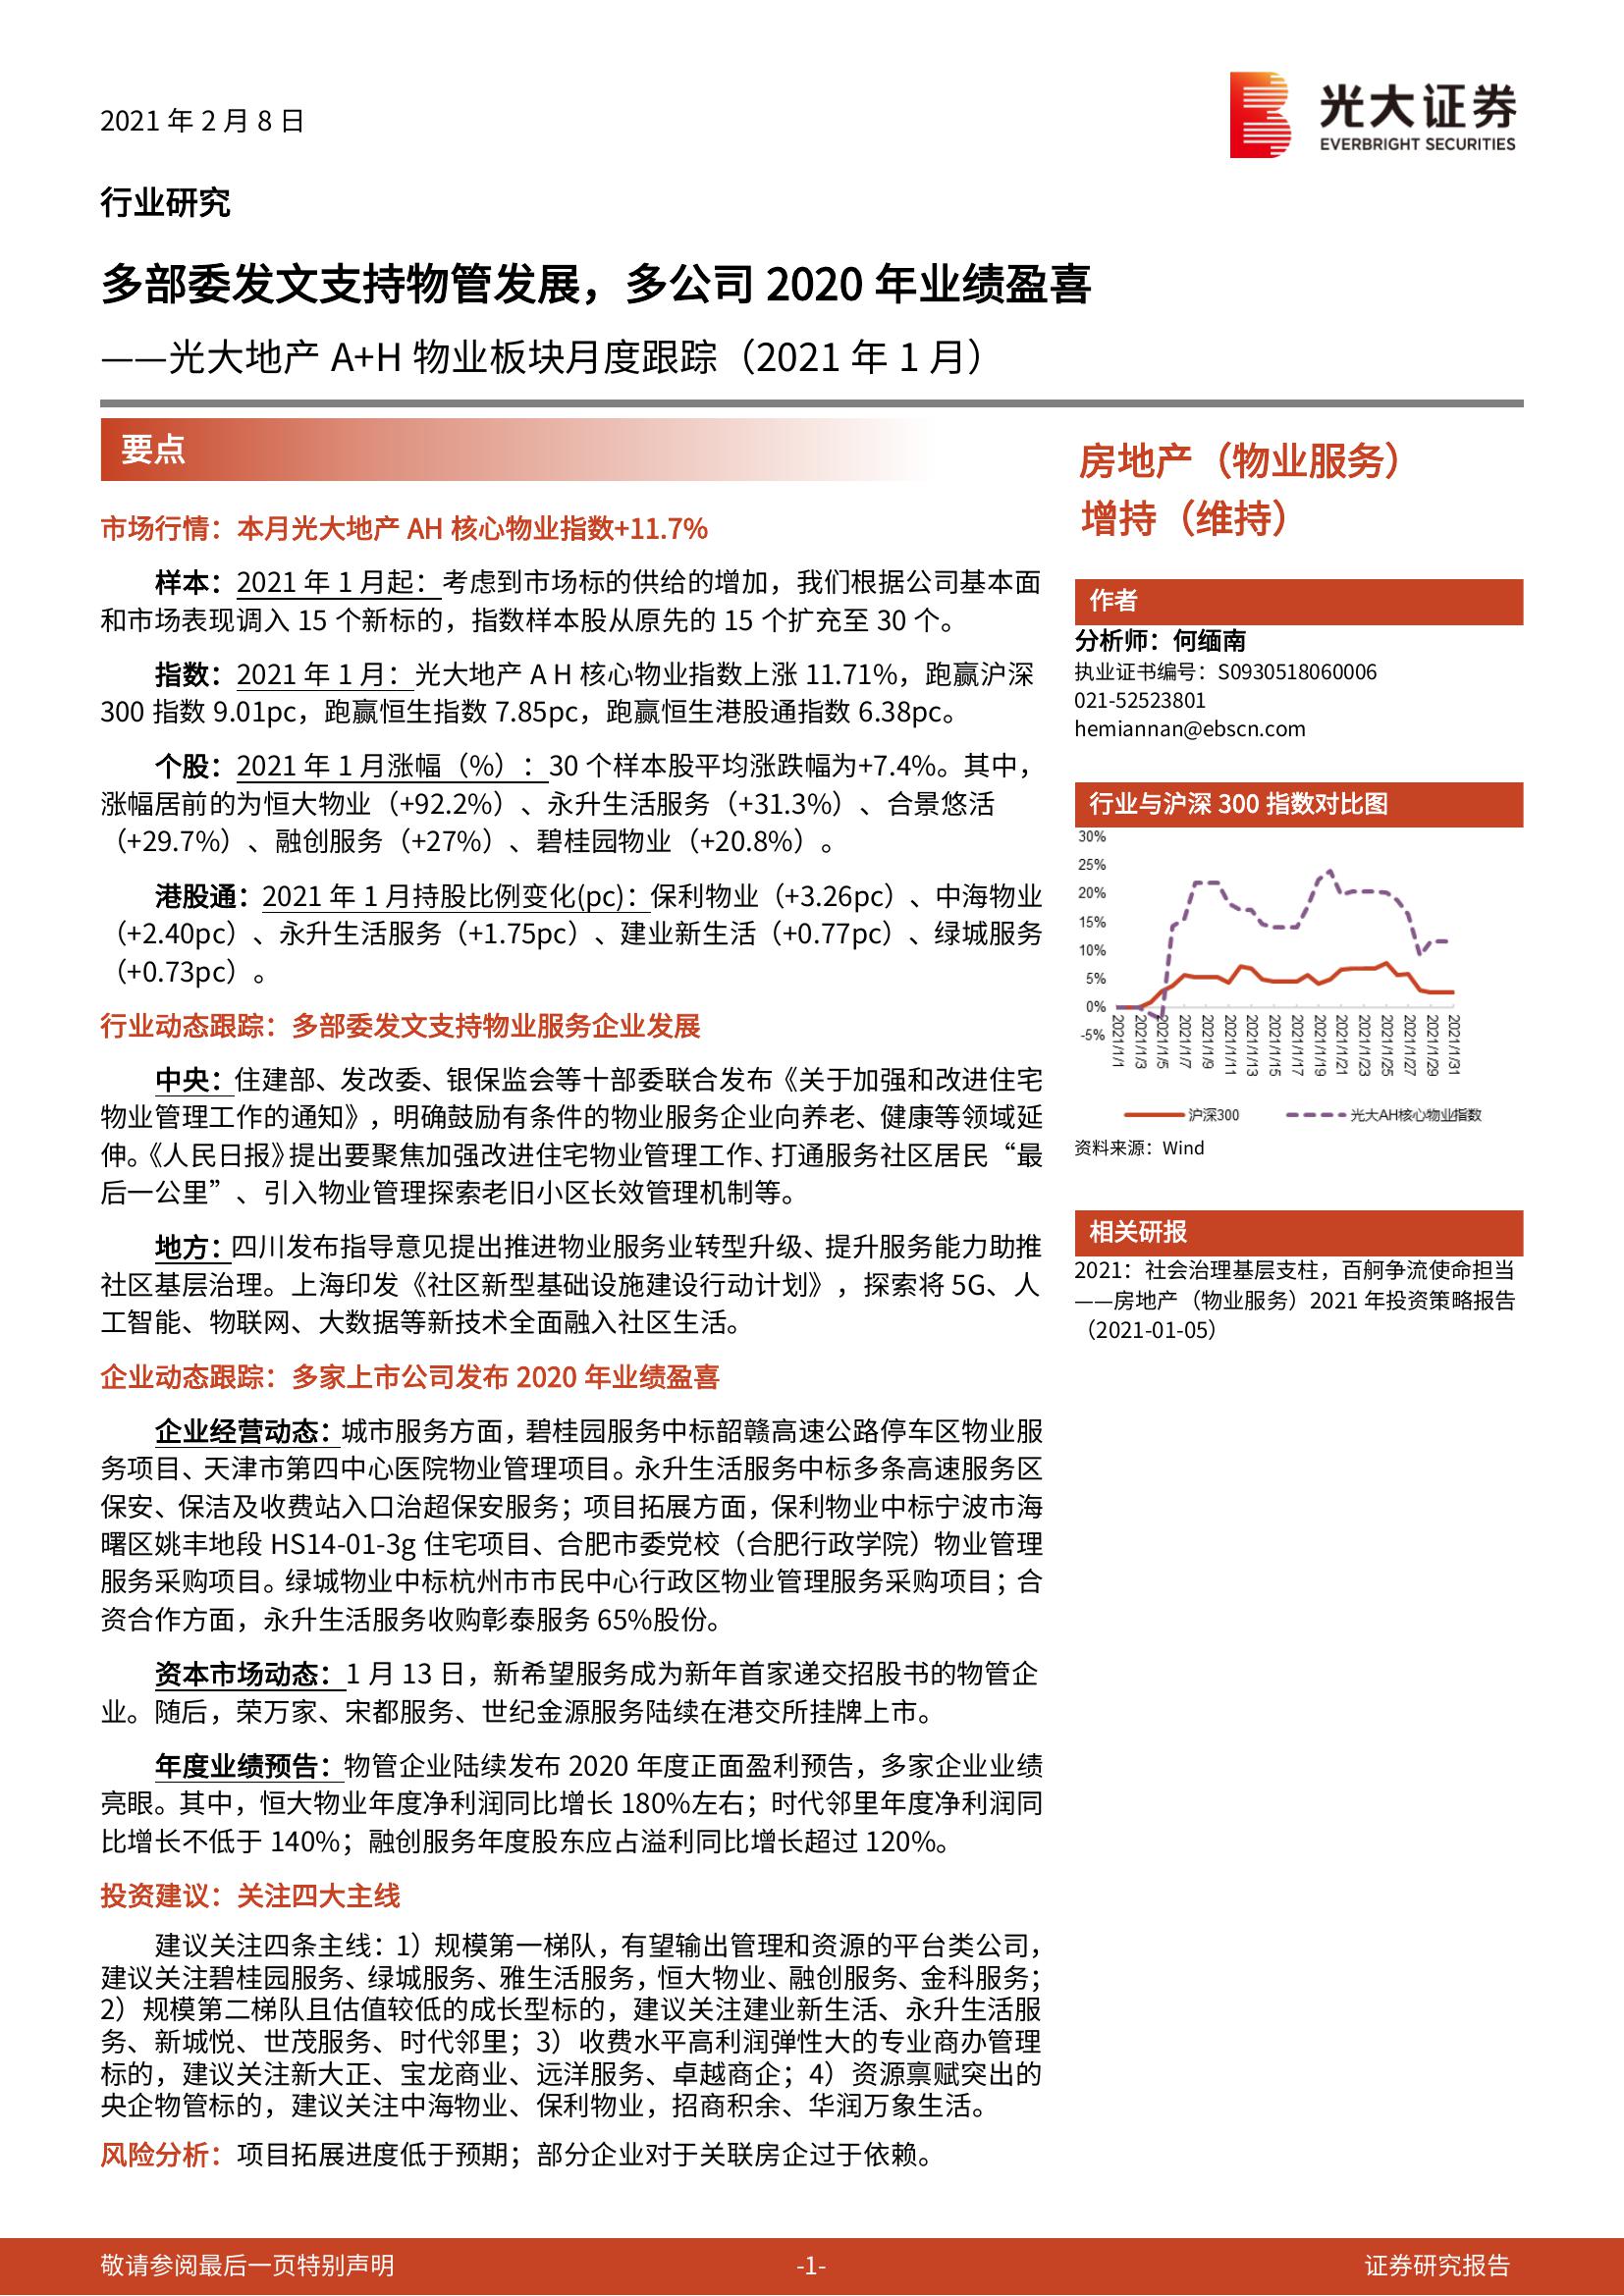 2021 年 2 月 8 日
光大证券
EVERBRIGHT SECURITIES
行业研究
多部委发文支持物管发展，多公司 2020 年业绩盈喜
——光大地产 A+H 物业板块月度跟踪（2021 年 1 月）
要点
市场行情：本月光大地产 AH 核心物业指数+11.7%
样本：2021 年 1 月起：考虑到市场标的供给的增加，我们根据公司基本面
和市场表现调入 15 个新标的，指数样本股从原先的 15 个扩充至 30 个。
指数：2021 年 1 月：光大地产 A H 核心物业指数上涨 11.71%，跑赢沪深
300 指数 9.01pc，跑赢恒生指数 7.85pc，跑赢恒生港股通指数 6.38pc。
个股：2021 年 1 月涨幅（%）：30 个样本股平均涨跌幅为+7.4%。其中，
涨幅居前的为恒大物业（+92.2%）、永升生活服务（+31.3%）、合景悠活
（+29.7%）、融创服务（+27%）、碧桂园物业（+20.8%）。
港股通：2021 年 1 月持股比例变化(pc)：保利物业（+3.26pc）、中海物业
（+2.40pc）、永升生活服务（+1.75pc）、建业新生活（+0.77pc）、绿城服务
（+0.73pc）。
行业动态跟踪：多部委发文支持物业服务企业发展
中央：住建部、发改委、银保监会等十部委联合发布《关于加强和改进住宅
物业管理工作的通知》，明确鼓励有条件的物业服务企业向养老、健康等领域延
伸。《人民日报》提出要聚焦加强改进住宅物业管理工作、打通服务社区居民“最
后一公里”、引入物业管理探索老旧小区长效管理机制等。
地方：四川发布指导意见提出推进物业服务业转型升级、提升服务能力助推
社区基层治理。上海印发《社区新型基础设施建设行动计划》，探索将 5G、人
工智能、物联网、大数据等新技术全面融入社区生活。
企业动态跟踪：多家上市公司发布 2020 年业绩盈喜
企业经营动态：城市服务方面，碧桂园服务中标韶赣高速公路停车区物业服
务项目、天津市第四中心医院物业管理项目。永升生活服务中标多条高速服务区
保安、保洁及收费站入口治超保安服务；项目拓展方面，保利物业中标宁波市海
曙区姚丰地段 HS14-01-3g 住宅项目、合肥市委党校（合肥行政学院）物业管理
服务采购项目。绿城物业中标杭州市市民中心行政区物业管理服务采购项目；合
资合作方面，永升生活服务收购彰泰服务 65%股份。
资本市场动态：1 月 13 日，新希望服务成为新年首家递交招股书的物管企
业。随后，荣万家、宋都服务、世纪金源服务陆续在港交所挂牌上市。
年度业绩预告：物管企业陆续发布 2020 年度正面盈利预告，多家企业业绩
亮眼。其中，恒大物业年度净利润同比增长 180%左右；时代邻里年度净利润同
比增长不低于 140%；融创服务年度股东应占溢利同比增长超过 120%。
投资建议：关注四大主线
建议关注四条主线：1）规模第一梯队，有望输出管理和资源的平台类公司，
建议关注碧桂园服务、绿城服务、雅生活服务，恒大物业、融创服务、金科服务；
2）规模第二梯队且估值较低的成长型标的，建议关注建业新生活、永升生活服
务、新城悦、世茂服务、时代邻里；3）收费水平高利润弹性大的专业商办管理
标的，建议关注新大正、宝龙商业、远洋服务、卓越商企；4）资源禀赋突出的
央企物管标的，建议关注中海物业、保利物业，招商积余、华润万象生活。
风险分析：项目拓展进度低于预期；部分企业对于关联房企过于依赖。
房地产（物业服务）
增持（维持）
作者
分析师：何缅南
执业证书编号：S0930518060006
021-52523801
hemiannan@ebscn.com
行业与沪深 300 指数对比图
30%
25%
20%
15%
10%
5%
0%
-5%
2021/1/1
2021/1/3
2021/1/5
2021/1/7
2021/1/9
2021/1/11
2021/1/13
2021/1/15
2021/1/17
2021/1/19
2021/1/21
2021/1/23
2021/1/25
2021/1/27
2021/1/29
2021/1/31
沪深300 光大AH核心物业指数
资料来源：Wind
相关研报
2021：社会治理基层支柱，百舸争流使命担当
——房地产（物业服务）2021 年投资策略报告
（2021-01-05）
敬请参阅最后一页特别声明 -1- 证券研究报告